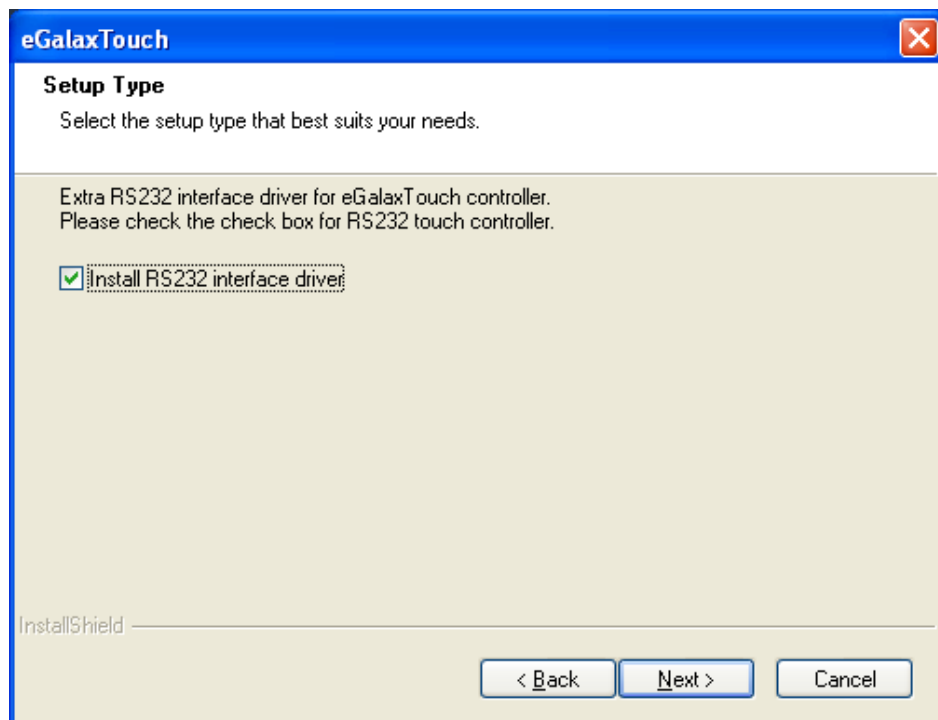 eGalaxTouch
Setup Type
Select the setup type that best suits your needs.
Extra RS232 interface driver for eGalaxTouch controller.
Please check the check box for RS232 touch controller.
Install RS232 interface driver
InstallShield
< Back
Next >
Cancel